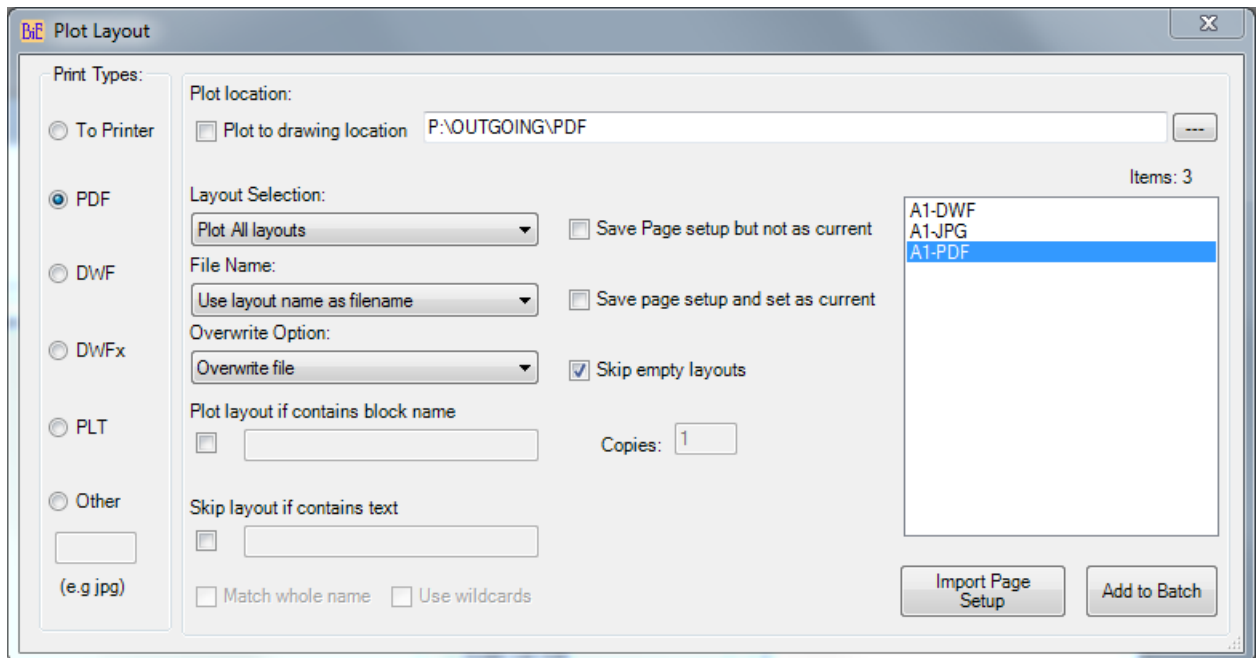 BiE Plot Layout
Print Types:
To Printer
PDF
DWF
DWFx
PLT
Other
(e.g jpg)
Plot location:
Plot to drawing location P:\OUTGOING\PDF ---
Items: 3
Layout Selection:
Plot All layouts
File Name:
Use layout name as filename
Overwrite Option:
Overwrite file
Plot layout if contains block name
Skip layout if contains text
Match whole name Use wildcards
Save Page setup but not as current
Save page setup and set as current
Skip empty layouts
Copies: 1
A1-DWF
A1-JPG
A1-PDF
Import Page
Setup
Add to Batch